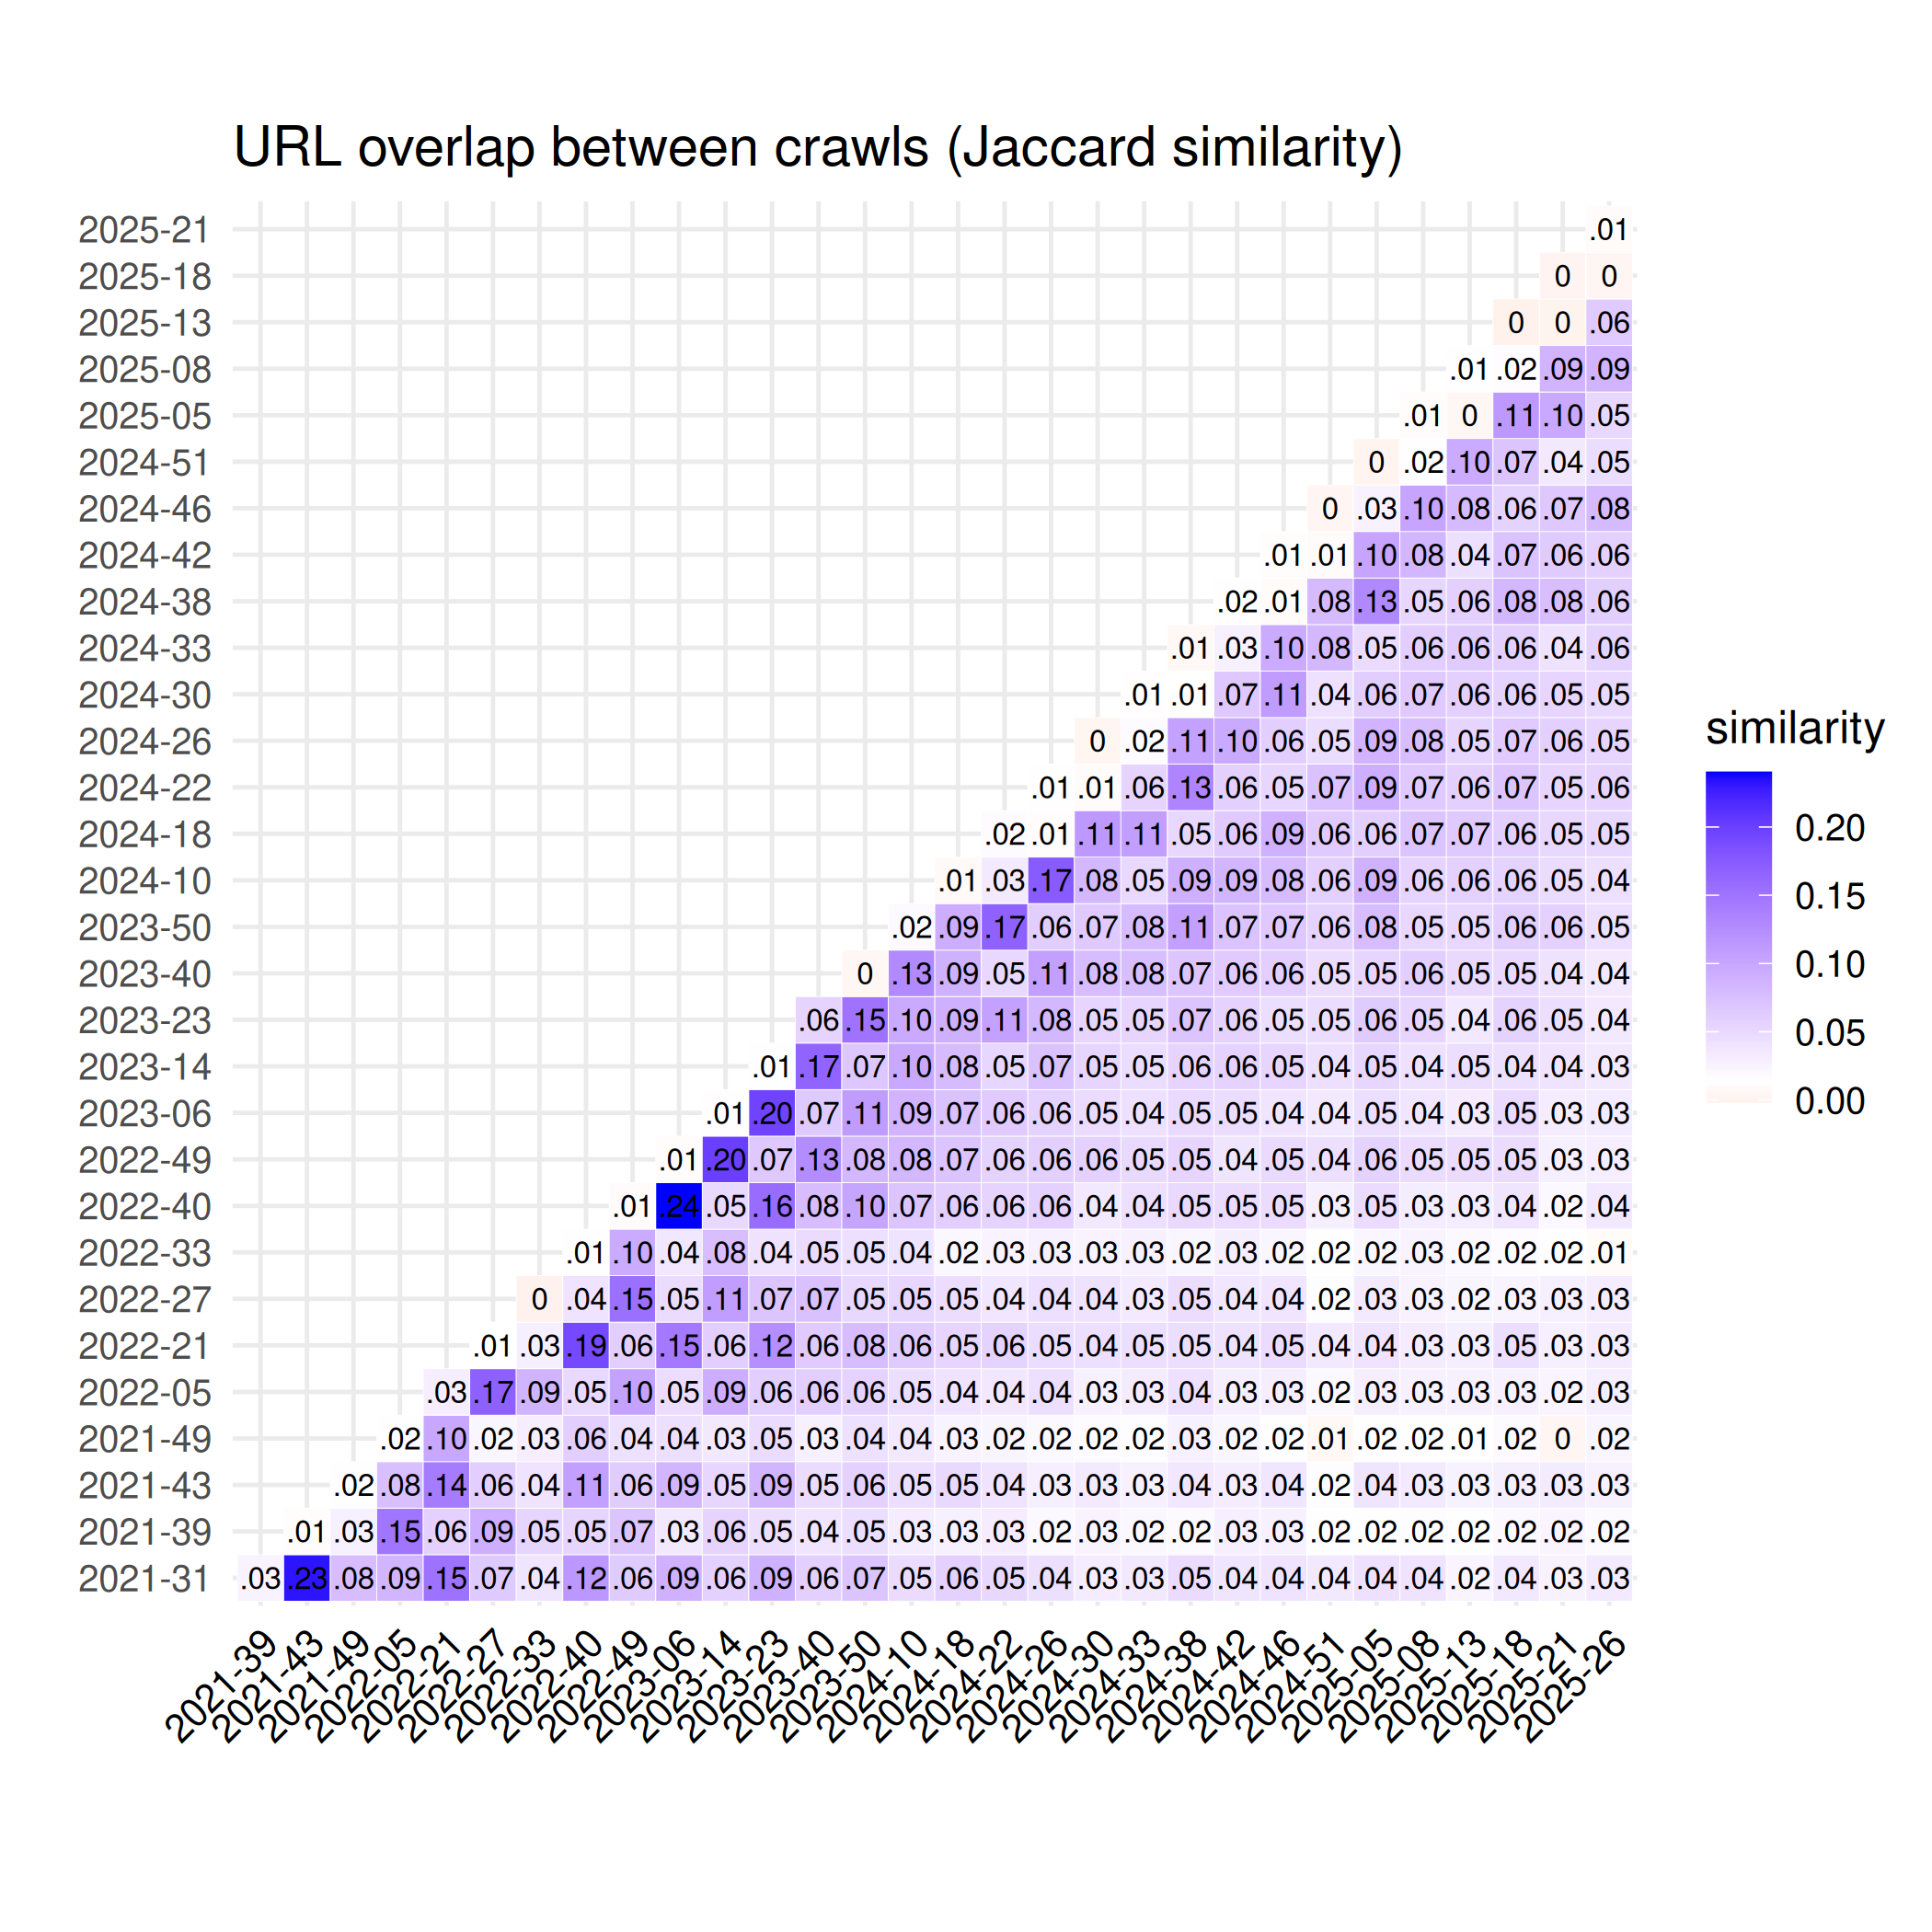 URL overlap between crawls (Jaccard similarity)
2025-21 .01
2025-18 0 0
2025-13 0 0 .06
2025-08 .01 .02 .09 .09
2025-05 .01 0 .11 .10 .05
2024-51 0 .02 .10 .07 .04 .05
2024-46 0 .03 .10 .08 .06 .07 .08
2024-42 .01 .01 .10 .08 .04 .07 .06 .06
2024-38 .02 .01 .08 .13 .05 .06 .08 .08 .06
2024-33 .01 .03 .10 .08 .05 .06 .06 .06 .04 .06
2024-30 .01 .01 .07 .11 .04 .06 .07 .06 .06 .05 .05
2024-26 0 .02 .11 .10 .06 .05 .09 .08 .05 .07 .06 .05
2024-22 .01 .01 .06 .13 .06 .05 .07 .09 .07 .06 .07 .05 .06
2024-18 .02 .01 .11 .11 .05 .06 .09 .06 .06 .07 .07 .06 .05 .05
2024-10 .01 .03 .17 .08 .05 .09 .09 .08 .06 .09 .06 .06 .06 .05 .04
2023-50 .02 .09 .17 .06 .07 .08 .11 .07 .07 .06 .08 .05 .05 .06 .06 .05
2023-40 0 .13 .09 .05 .11 .08 .08 .07 .06 .06 .05 .05 .06 .05 .05 .04 .04
2023-23 .06 .15 .10 .09 .11 .08 .05 .05 .07 .06 .05 .05 .06 .05 .04 .06 .05 .04
2023-14 .01 .17 .07 .10 .08 .05 .07 .05 .05 .06 .06 .05 .04 .05 .04 .05 .04 .04 .03
2023-06 .01 .20 .07 .11 .09 .07 .06 .06 .05 .04 .05 .05 .04 .04 .05 .04 .03 .05 .03 .03
2022-49 .01 .20 .07 .13 .08 .08 .07 .06 .06 .06 .05 .05 .04 .05 .04 .06 .05 .05 .05 .03 .03
2022-40 .01 .24 .05 .16 .08 .10 .07 .06 .06 .06 .04 .04 .05 .05 .05 .03 .05 .03 .03 .04 .02 .04
2022-33 .01 .10 .04 .08 .04 .05 .05 .04 .02 .03 .03 .03 .03 .02 .03 .02 .02 .02 .03 .02 .02 .02 .01
2022-27 0 .04 .15 .05 .11 .07 .07 .05 .05 .05 .04 .04 .04 .03 .05 .04 .04 .02 .03 .03 .02 .03 .03 .03
2022-21 .01 .03 .19 .06 .15 .06 .12 .06 .08 .06 .05 .06 .05 .04 .05 .05 .04 .05 .04 .04 .03 .03 .05 .03 .03
2022-05 .03 .17 .09 .05 .10 .05 .09 .06 .06 .06 .05 .04 .04 .04 .03 .03 .04 .03 .03 .02 .03 .03 .03 .03 .02 .03
2021-49 .02 .10 .02 .03 .06 .04 .04 .03 .05 .03 .04 .04 .03 .02 .02 .02 .02 .03 .02 .02 .01 .02 .02 .01 .02 0 .02
2021-43 .02 .08 .14 .06 .04 .11 .06 .09 .05 .09 .05 .06 .05 .05 .04 .03 .03 .03 .04 .03 .04 .02 .04 .03 .03 .03 .03 .03
2021-39 .01 .03 .15 .06 .09 .05 .05 .07 .03 .06 .05 .04 .05 .03 .03 .03 .02 .03 .02 .02 .03 .03 .02 .02 .02 .02 .02 .02 .02
2021-31 .03 .23 .08 .09 .15 .07 .04 .12 .06 .09 .06 .09 .06 .07 .05 .06 .05 .04 .03 .03 .05 .04 .04 .04 .04 .04 .02 .04 .03 .03
2021-39 2021-43 2021-49 2022-05 2022-21 2022-27 2022-33 2022-40 2022-49 2023-06 2023-14 2023-23 2023-40 2023-50 2024-10 2024-18 2024-22 2024-26 2024-30 2024-33 2024-38 2024-42 2024-46 2024-51 2025-05 2025-08 2025-13 2025-18 2025-21 2025-26
similarity
0.20
0.15
0.10
0.05
0.00